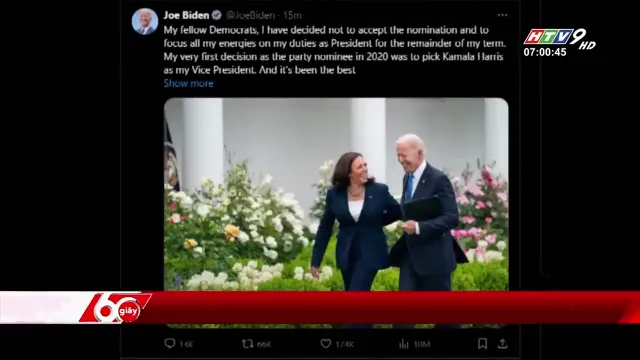 Joe Biden @JoeBiden · 15m
My fellow Democrats, I have decided not to accept the nomination and to
focus all my energies on my duties as President for the remainder of my term.
My very first decision as the party nominee in 2020 was to pick Kamala Harris
as my Vice President. And it's been the best
Show more
HTV9 HD
07:00:45
60 giây
14K 66K 174K 10M